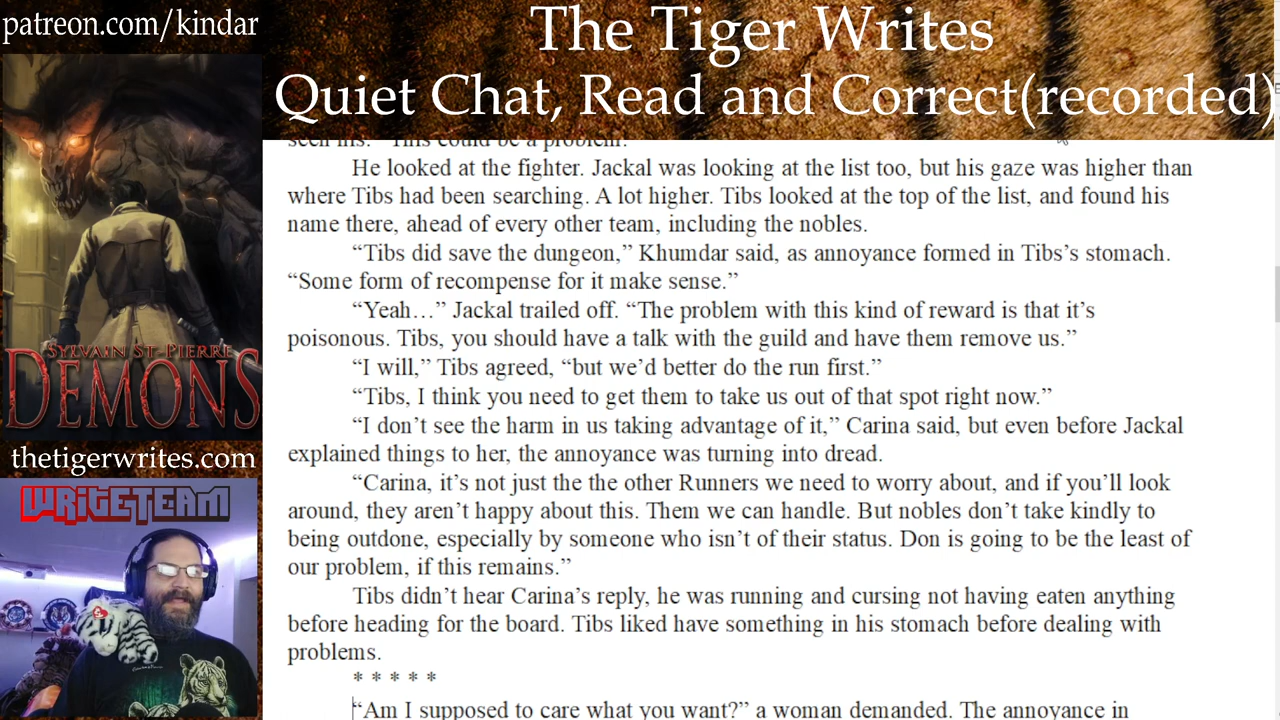 patreon.com/kindar
The Tiger Writes
Quiet Chat, Read and Correct(recorded)
SYLVAIN ST-PIERRE
DEMONS
thetigerwrites.com
WRITETEAM
seen his. “This could be a problem.”
He looked at the fighter. Jackal was looking at the list too, but his gaze was higher than
where Tibs had been searching. A lot higher. Tibs looked at the top of the list, and found his
name there, ahead of every other team, including the nobles.
“Tibs did save the dungeon,” Khumdar said, as annoyance formed in Tibs’s stomach.
“Some form of recompense for it make sense.”
“Yeah…” Jackal trailed off. “The problem with this kind of reward is that it’s
poisonous. Tibs, you should have a talk with the guild and have them remove us.”
“I will,” Tibs agreed, “but we’d better do the run first.”
“Tibs, I think you need to get them to take us out of that spot right now.”
“I don’t see the harm in us taking advantage of it,” Carina said, but even before Jackal
explained things to her, the annoyance was turning into dread.
“Carina, it’s not just the the other Runners we need to worry about, and if you’ll look
around, they aren’t happy about this. Them we can handle. But nobles don’t take kindly to
being outdone, especially by someone who isn’t of their status. Don is going to be the least of
our problem, if this remains.”
Tibs didn’t hear Carina’s reply, he was running and cursing not having eaten anything
before heading for the board. Tibs liked have something in his stomach before dealing with
problems.
* * * * *
“Am I supposed to care what you want?” a woman demanded. The annoyance in